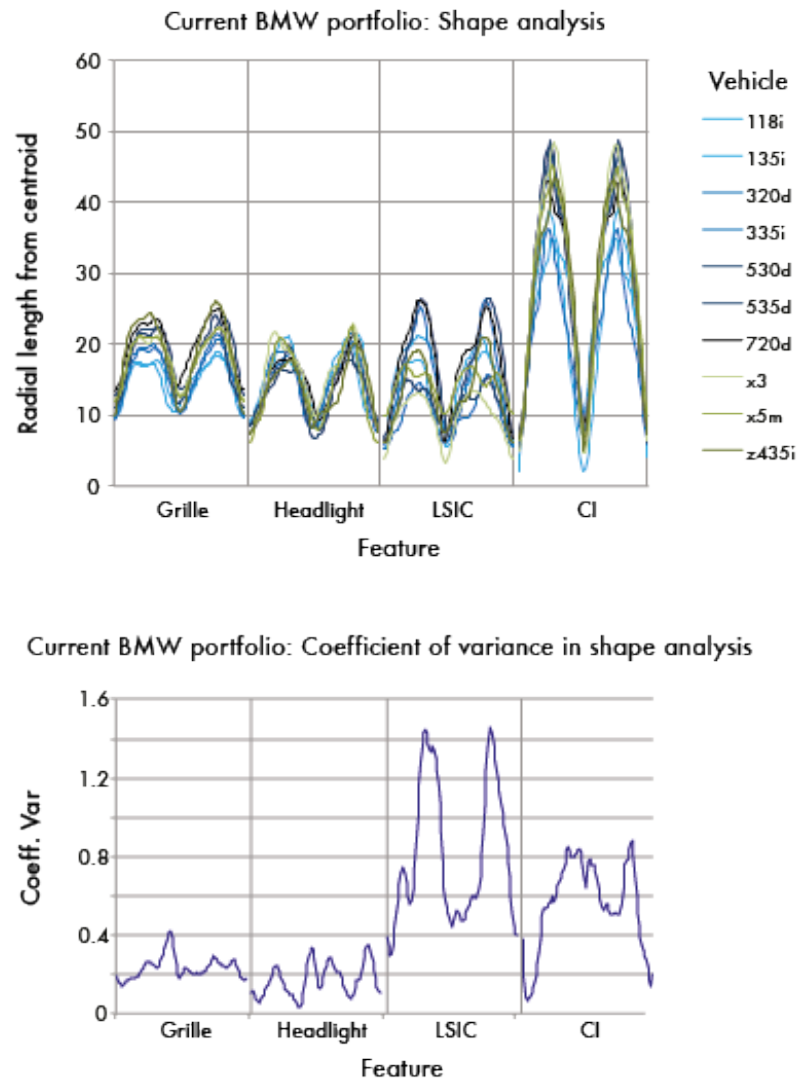 Current BMW portfolio: Shape analysis
60
50
40
30
20
10
0
Radial length from centroid
Grille Headlight LSIC CI
Feature
Vehicle
118i
135i
320d
335i
530d
535d
720d
x3
x5m
z435i
Current BMW portfolio: Coefficient of variance in shape analysis
1.6
1.2
0.8
0.4
0
Coeff. Var
Grille Headlight LSIC CI
Feature